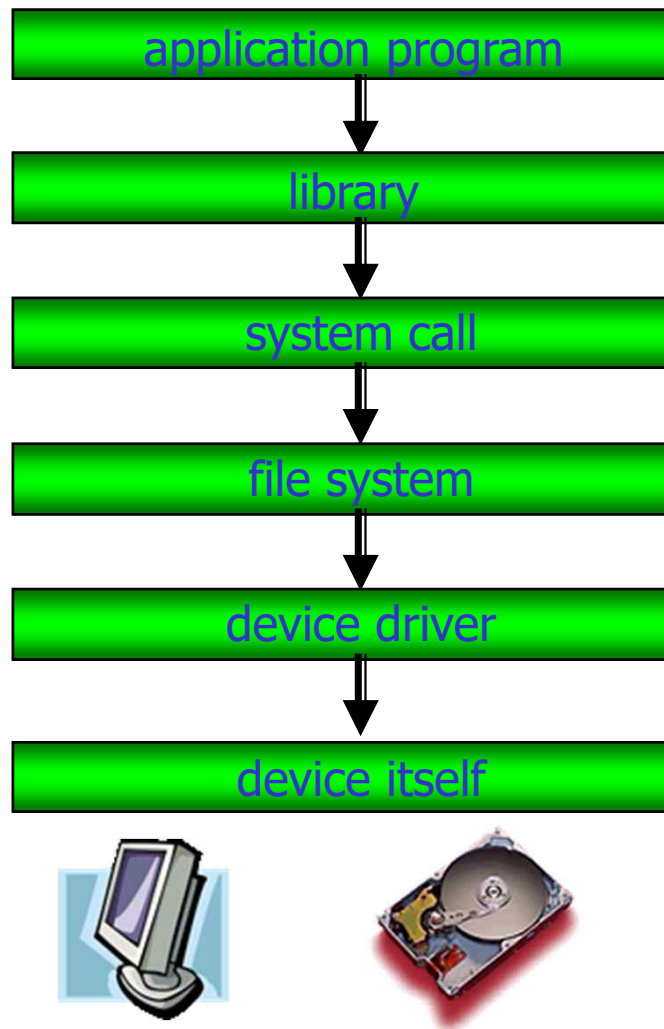 application program
library
system call
file system
device driver
device itself